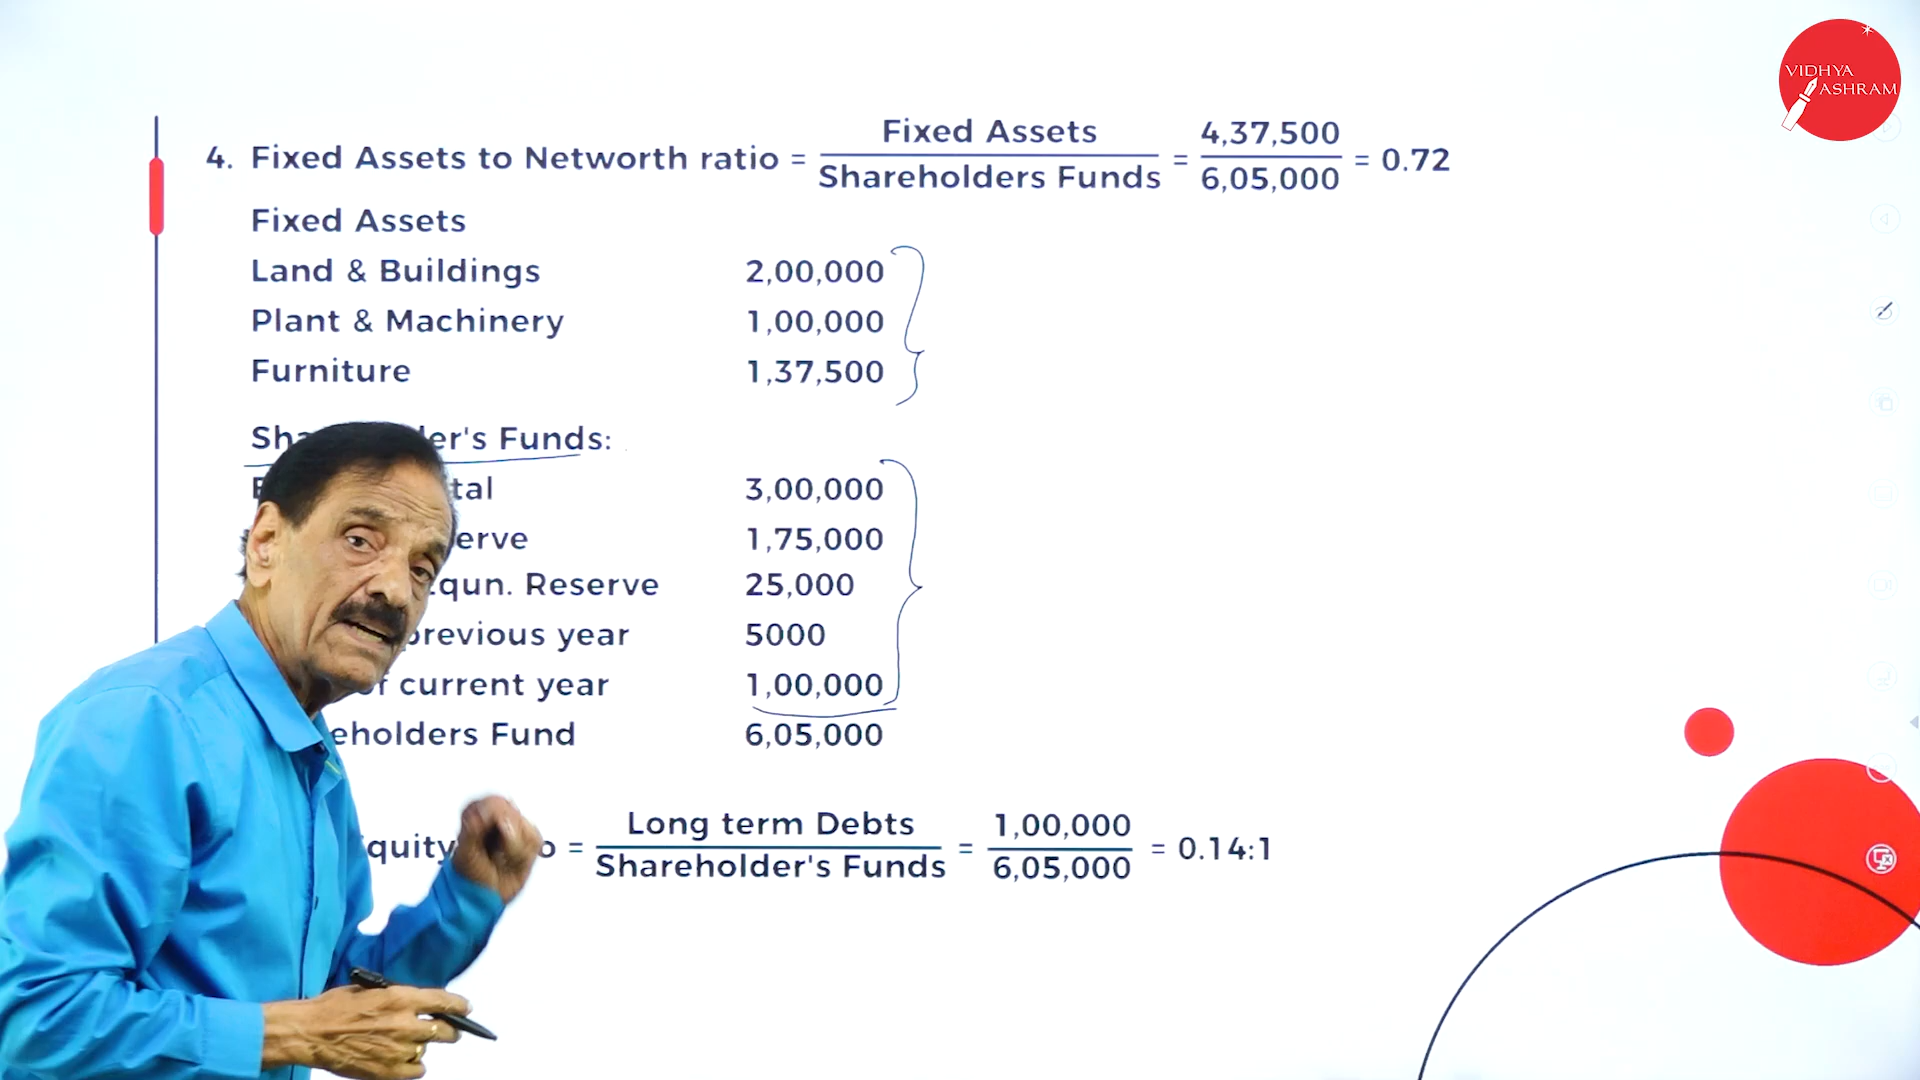 VIDHYA
ASHRAM
4. Fixed Assets to Networth ratio = Fixed Assets / Shareholders Funds = 4,37,500 / 6,05,000 = 0.72
Fixed Assets
Land & Buildings 2,00,000
Plant & Machinery 1,00,000
Furniture 1,37,500
er's Funds:
tal 3,00,000
erve 1,75,000
qun. Reserve 25,000
previous year 5000
current year 1,00,000
eholders Fund 6,05,000
quity o = Long term Debts / Shareholder's Funds = 1,00,000 / 6,05,000 = 0.14:1